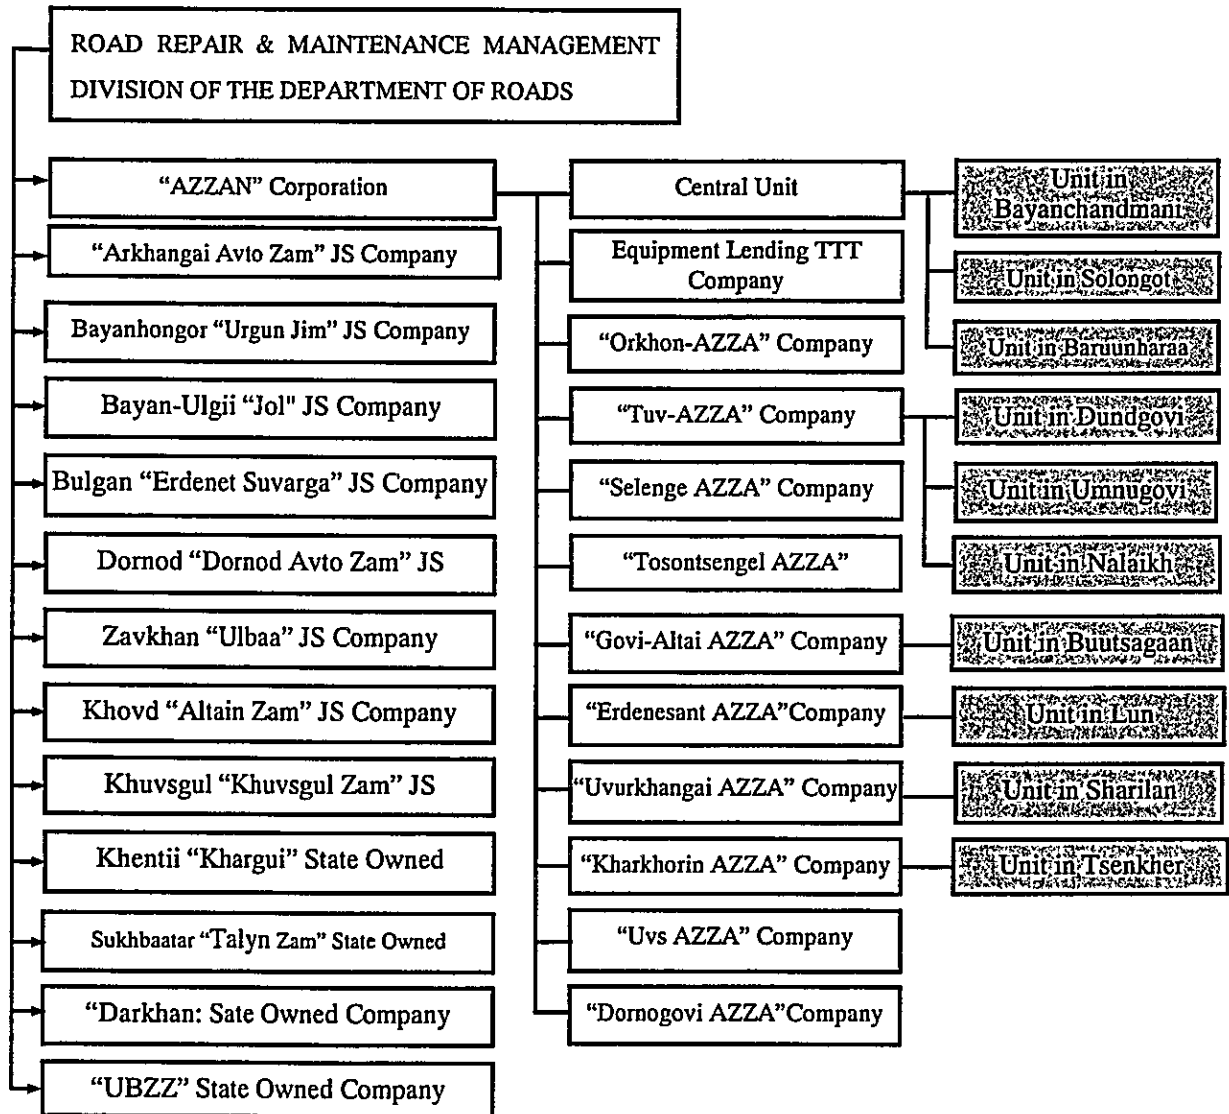 ROAD REPAIR & MAINTENANCE MANAGEMENT
DIVISION OF THE DEPARTMENT OF ROADS
“AZZAN” Corporation
“Arkhangai Avto Zam” JS Company
Bayanhongor “Urgun Jim” JS Company
Bayan-Ulgii “Jol" JS Company
Bulgan “Erdenet Suvarga” JS Company
Dornod “Dornod Avto Zam” JS
Zavkhan “Ulbaa” JS Company
Khovd “Altain Zam” JS Company
Khuvsgul “Khuvsgul Zam” JS
Khentii “Khargui” State Owned
Sukhbaatar “Talyn Zam” State Owned
“Darkhan: Sate Owned Company
“UBZZ” State Owned Company
Central Unit
Equipment Lending TTT
Company
“Orkhon-AZZA” Company
“Tuv-AZZA” Company
“Selenge AZZA” Company
“Tosontsengel AZZA”
“Govi-Altai AZZA” Company
“Erdenesant AZZA”Company
“Uvurkhangai AZZA” Company
“Kharkhorin AZZA” Company
“Uvs AZZA” Company
“Dornogovi AZZA”Company
Unit in
Bayanchandmani
Unit in Solongot
Unit in Baruunharaa
Unit in Dundgovi
Unit in Umnugovi
Unit in Nalaikh
Unit in Buutsagaan
Unit in Lun
Unit in Sharilan
Unit in Tsenkher